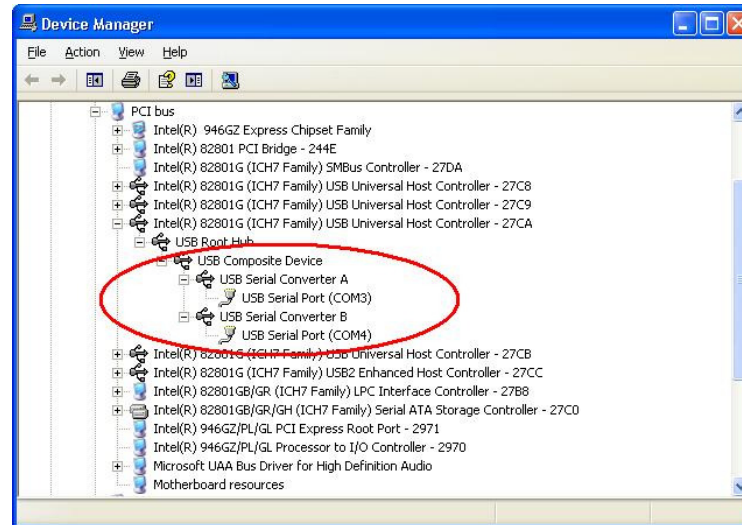 Device Manager
File Action View Help
PCI bus
Intel(R) 946GZ Express Chipset Family
Intel(R) 82801 PCI Bridge - 244E
Intel(R) 82801G (ICH7 Family) SMBus Controller - 27DA
Intel(R) 82801G (ICH7 Family) USB Universal Host Controller - 27C8
Intel(R) 82801G (ICH7 Family) USB Universal Host Controller - 27C9
Intel(R) 82801G (ICH7 Family) USB Universal Host Controller - 27CA
USB Root Hub
USB Composite Device
USB Serial Converter A
USB Serial Port (COM3)
USB Serial Converter B
USB Serial Port (COM4)
Intel(R) 82801G (ICH7 Family) USB Universal Host Controller - 27CB
Intel(R) 82801G (ICH7 Family) USB2 Enhanced Host Controller - 27CC
Intel(R) 82801GB/GR (ICH7 Family) LPC Interface Controller - 27B8
Intel(R) 82801GB/GR/GH (ICH7 Family) Serial ATA Storage Controller - 27C0
Intel(R) 946GZ/PL/GL PCI Express Root Port - 2971
Intel(R) 946GZ/PL/GL Processor to I/O Controller - 2970
Microsoft UAA Bus Driver for High Definition Audio
Motherboard resources